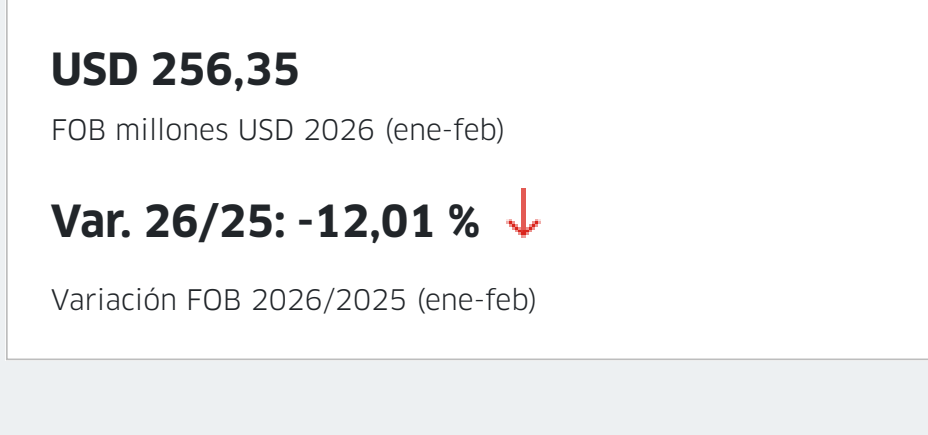 USD 256,35
FOB millones USD 2026 (ene-feb)
Var. 26/25: -12,01 %
Variación FOB 2026/2025 (ene-feb)